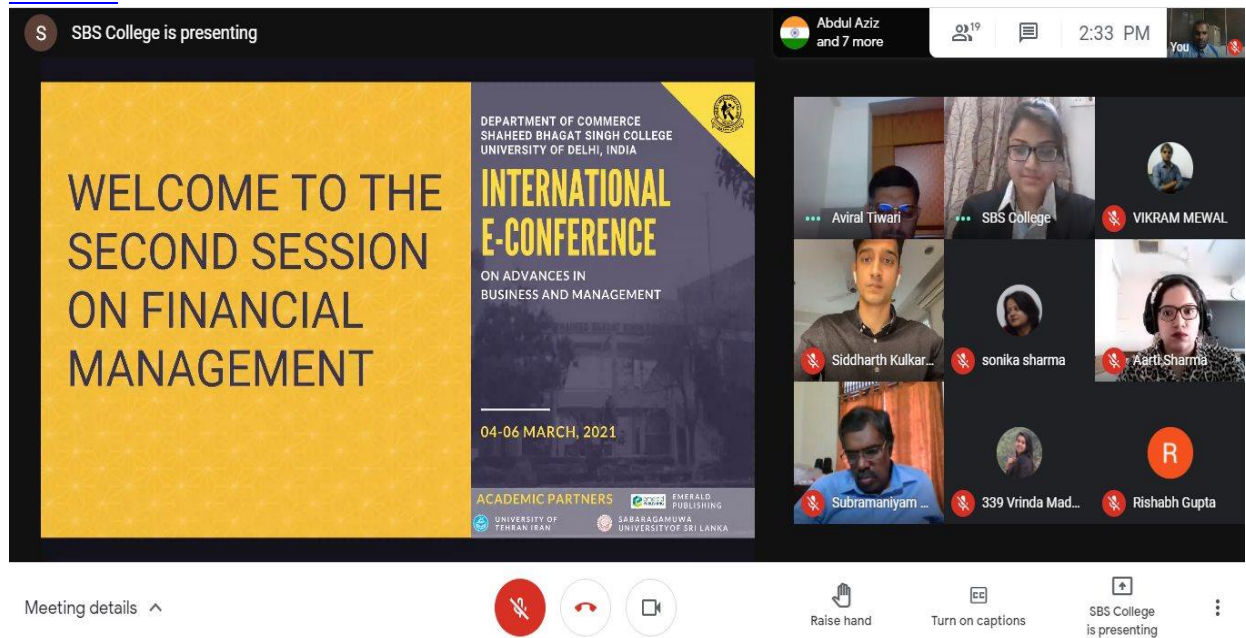 S SBS College is presenting
Abdul Aziz
and 7 more
19
2:33 PM
You
WELCOME TO THE
SECOND SESSION
ON FINANCIAL
MANAGEMENT
DEPARTMENT OF COMMERCE
SHAHEED BHAGAT SINGH COLLEGE
UNIVERSITY OF DELHI, INDIA
INTERNATIONAL
E-CONFERENCE
ON ADVANCES IN
BUSINESS AND MANAGEMENT
04-06 MARCH, 2021
ACADEMIC PARTNERS
EMERALD
PUBLISHING
UNIVERSITY OF
TEHRAN IRAN
SABARAGAMUWA
UNIVERSITYOF SRI LANKA
Aviral Tiwari
SBS College
VIKRAM MEWAL
Siddharth Kulkar...
sonika sharma
Aarti Sharma
Subramaniyam ...
339 Vrinda Mad...
R
Rishabh Gupta
Meeting details
Raise hand
CC
Turn on captions
SBS College
is presenting